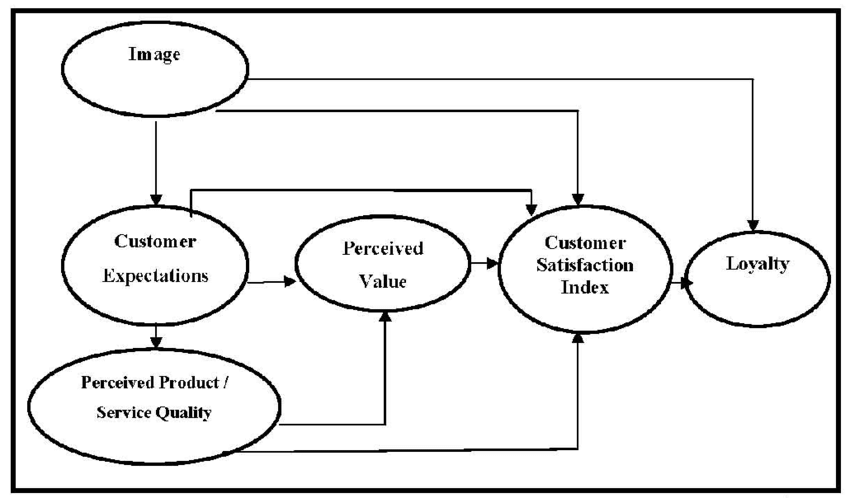 Image
Customer
Expectations
Perceived
Value
Customer
Satisfaction
Index
Loyalty
Perceived Product /
Service Quality